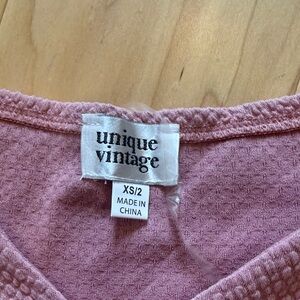 unique
vintage
XS/2
MADE IN
CHINA